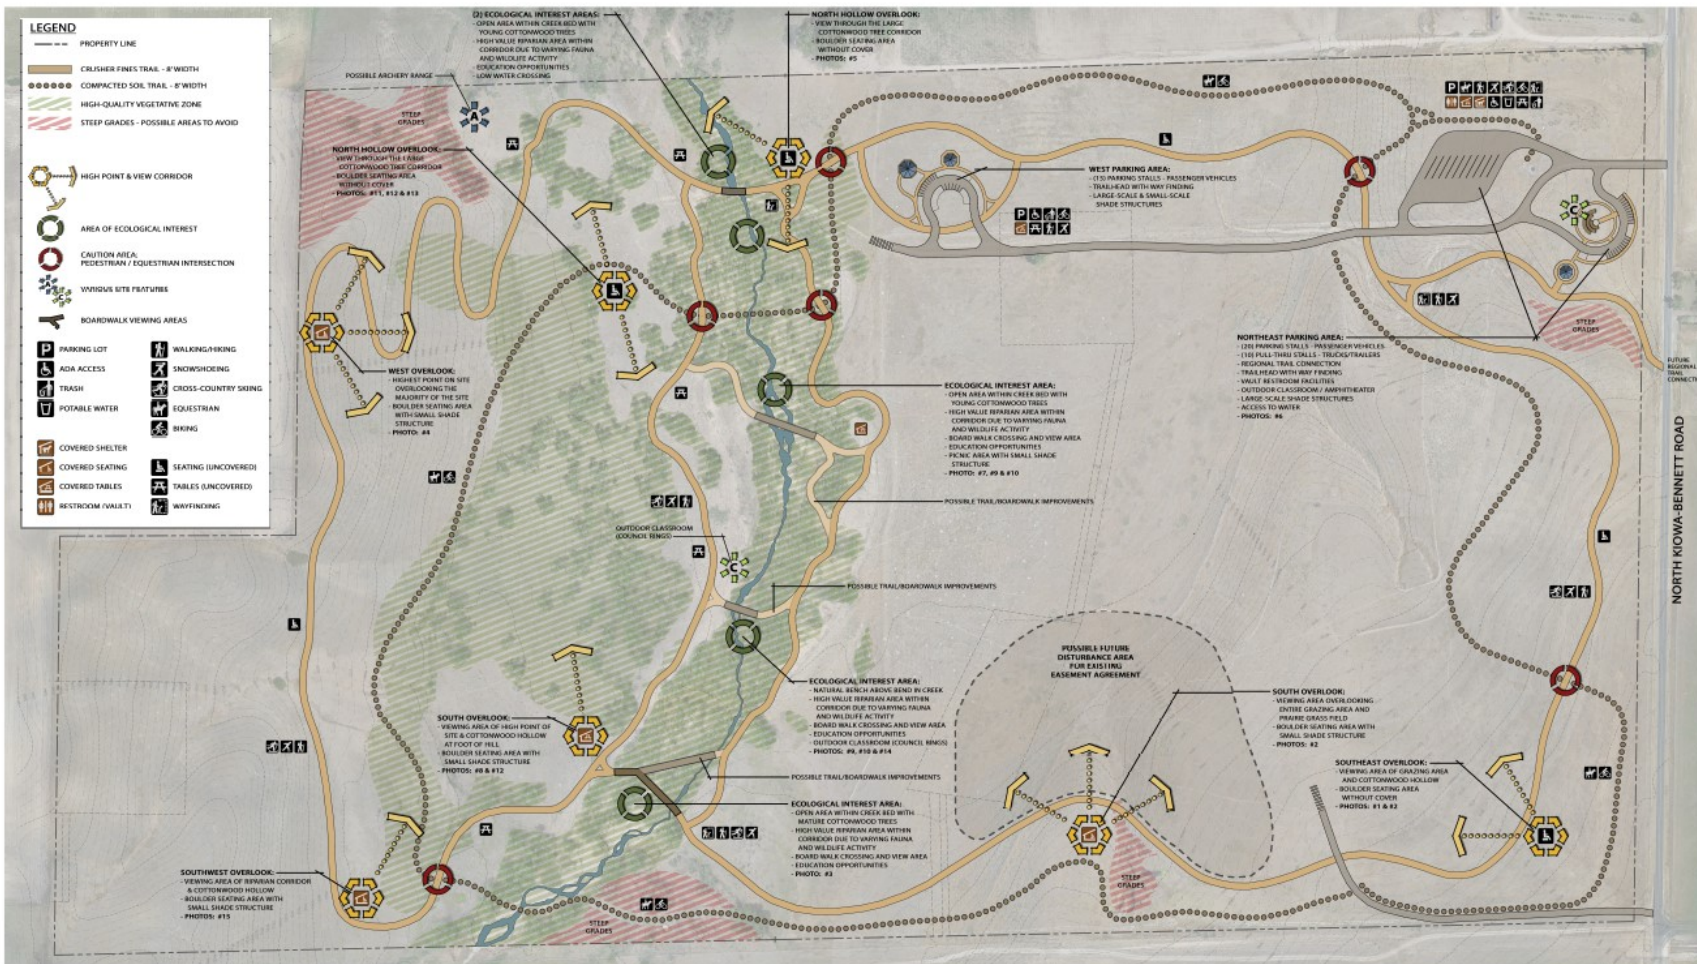 LEGEND
PROPERTY LINE
CRUSHER FINES TRAIL - 8' WIDTH
COMPACTED SOIL TRAIL - 8' WIDTH
HIGH-QUALITY VEGETATIVE ZONE
STEEP GRADES - POSSIBLE AREAS TO AVOID
HIGH POINT & VIEW CORRIDOR
AREA OF ECOLOGICAL INTEREST
CAUTION AREA:
PEDESTRIAN / EQUESTRIAN INTERSECTION
A
C
VARIOUS SITE FEATURES
BOARDWALK VIEWING AREAS
P PARKING LOT
ADA ACCESS
TRASH
POTABLE WATER
WALKING/HIKING
SNOWSHOEING
CROSS-COUNTRY SKIING
EQUESTRIAN
BIKING
COVERED SHELTER
COVERED SEATING
COVERED TABLES
RESTROOM (VAULT)
SEATING (UNCOVERED)
TABLES (UNCOVERED)
WAYFINDING
(2) ECOLOGICAL INTEREST AREAS:
- OPEN AREA WITHIN CREEK BED WITH
YOUNG COTTONWOOD TREES
- HIGH VALUE RIPARIAN AREA WITHIN
CORRIDOR DUE TO VARYING FAUNA
AND WILDLIFE ACTIVITY
- EDUCATION OPPORTUNITIES
- LOW WATER CROSSING
NORTH HOLLOW OVERLOOK:
- VIEW THROUGH THE LARGE
COTTONWOOD TREE CORRIDOR
- BOULDER SEATING AREA
WITHOUT COVER
- PHOTOS: #5
POSSIBLE ARCHERY RANGE
A
STEEP
GRADES
NORTH HOLLOW OVERLOOK:
- VIEW THROUGH THE LARGE
COTTONWOOD TREE CORRIDOR
- BOULDER SEATING AREA
WITHOUT COVER
- PHOTOS: #11, #12 & #13
WEST PARKING AREA:
- (15) PARKING STALLS - PASSENGER VEHICLES
- TRAILHEAD WITH WAY FINDING
- LARGE-SCALE & SMALL-SCALE
SHADE STRUCTURES
P
P
C
STEEP
GRADES
NORTHEAST PARKING AREA:
- (20) PARKING STALLS - PASSENGER VEHICLES
- (10) PULL-THRU STALLS - TRUCKS/TRAILERS
- REGIONAL TRAIL CONNECTION
- TRAILHEAD WITH WAY FINDING
- VAULT RESTROOM FACILITIES
- OUTDOOR CLASSROOM / AMPHITHEATER
- LARGE-SCALE SHADE STRUCTURES
- ACCESS TO WATER
- PHOTOS: #6
FUTURE
REGIONAL
TRAIL
CONNECTI
NORTH KIOWA-BENNETT ROAD
WEST OVERLOOK:
- HIGHEST POINT ON SITE
OVERLOOKING THE
MAJORITY OF THE SITE
- BOULDER SEATING AREA
WITH SMALL SHADE
STRUCTURE
- PHOTO: #4
ECOLOGICAL INTEREST AREA:
- OPEN AREA WITHIN CREEK BED WITH
YOUNG COTTONWOOD TREES
- HIGH VALUE RIPARIAN AREA WITHIN
CORRIDOR DUE TO VARYING FAUNA
AND WILDLIFE ACTIVITY
- BOARD WALK CROSSING AND VIEW AREA
- EDUCATION OPPORTUNITIES
- PICNIC AREA WITH SMALL SHADE
STRUCTURE
- PHOTO: #7, #9 & #10
POSSIBLE TRAIL/BOARDWALK IMPROVEMENTS
OUTDOOR CLASSROOM
(COUNCIL RINGS)
C
POSSIBLE TRAIL/BOARDWALK IMPROVEMENTS
POSSIBLE FUTURE
DISTURBANCE AREA
FOR EXISTING
EASEMENT AGREEMENT
ECOLOGICAL INTEREST AREA:
- NATURAL BENCH ABOVE BEND IN CREEK
- HIGH VALUE RIPARIAN AREA WITHIN
CORRIDOR DUE TO VARYING FAUNA
AND WILDLIFE ACTIVITY
- BOARD WALK CROSSING AND VIEW AREA
- EDUCATION OPPORTUNITIES
- OUTDOOR CLASSROOM (COUNCIL RINGS)
- PHOTOS: #9, #10 & #14
SOUTH OVERLOOK:
- VIEWING AREA OF HIGH POINT OF
SITE & COTTONWOOD HOLLOW
AT FOOT OF HILL
- BOULDER SEATING AREA WITH
SMALL SHADE STRUCTURE
- PHOTOS: #8 & #12
SOUTH OVERLOOK:
- VIEWING AREA OVERLOOKING
ENTIRE GRAZING AREA AND
PRAIRIE GRASS FIELD
- BOULDER SEATING AREA WITH
SMALL SHADE STRUCTURE
- PHOTOS: #2
SOUTHEAST OVERLOOK:
- VIEWING AREA OF GRAZING AREA
AND COTTONWOOD HOLLOW
- BOULDER SEATING AREA
WITHOUT COVER
- PHOTOS: #1 & #2
POSSIBLE TRAIL/BOARDWALK IMPROVEMENTS
ECOLOGICAL INTEREST AREA:
- OPEN AREA WITHIN CREEK BED WITH
MATURE COTTONWOOD TREES
- HIGH VALUE RIPARIAN AREA WITHIN
CORRIDOR DUE TO VARYING FAUNA
AND WILDLIFE ACTIVITY
- BOARD WALK CROSSING AND VIEW AREA
- EDUCATION OPPORTUNITIES
- PHOTO: #3
SOUTHWEST OVERLOOK:
- VIEWING AREA OF RIPARIAN CORRIDOR
& COTTONWOOD HOLLOW
- BOULDER SEATING AREA WITH
SMALL SHADE STRUCTURE
- PHOTOS: #15
STEEP
GRADES
STEEP
GRADES